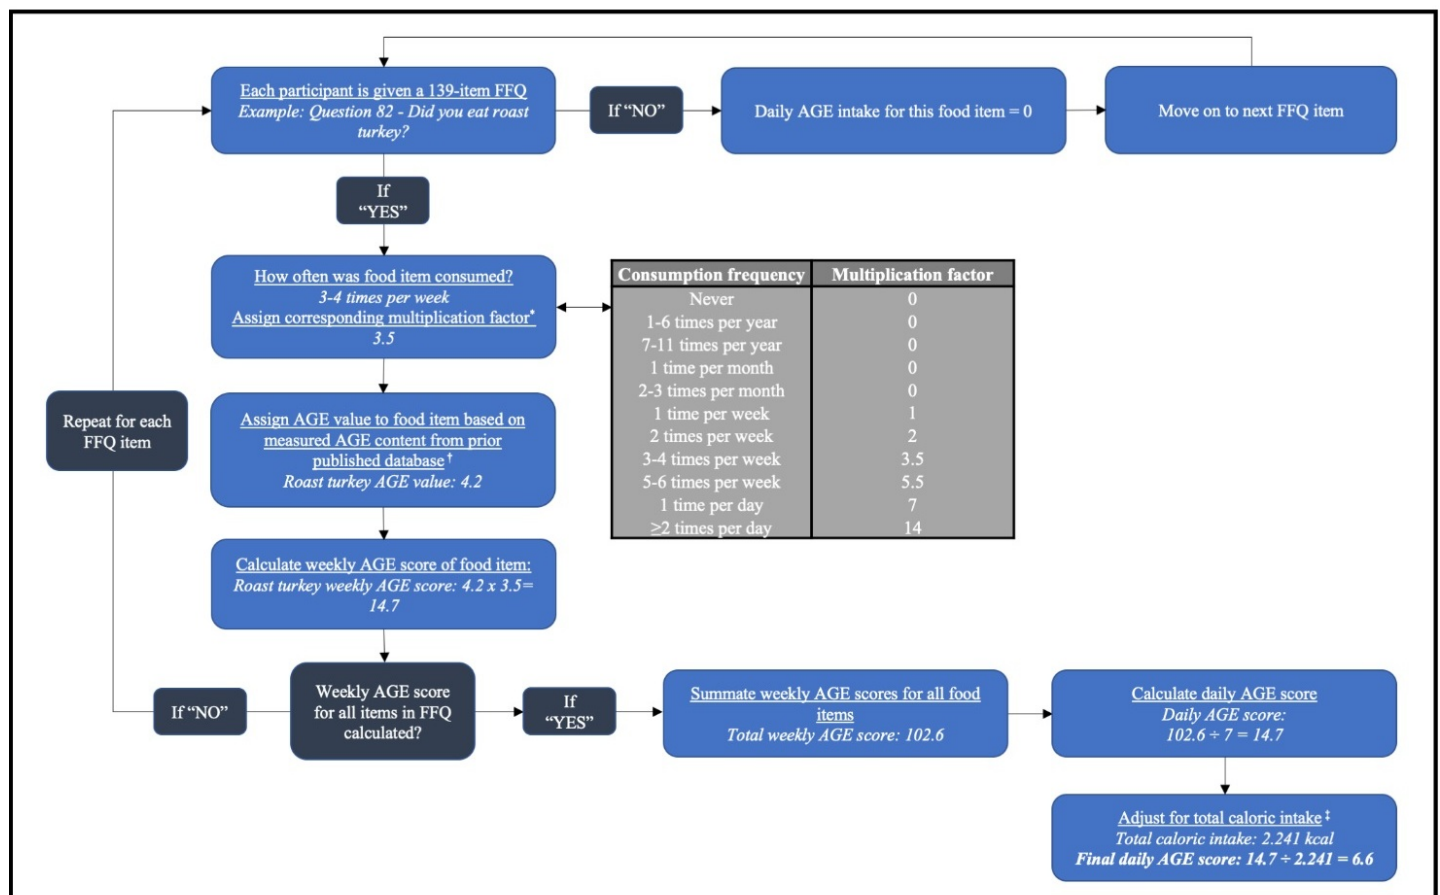 Each participant is given a 139-item FFQ
Example: Question 82 - Did you eat roast
turkey?
If “NO”
Daily AGE intake for this food item = 0
Move on to next FFQ item
If
“YES”
How often was food item consumed?
3-4 times per week
Assign corresponding multiplication factor*
3.5
Consumption frequency Multiplication factor
Never 0
1-6 times per year 0
7-11 times per year 0
1 time per month 0
2-3 times per month 0
1 time per week 1
2 times per week 2
3-4 times per week 3.5
5-6 times per week 5.5
1 time per day 7
≥2 times per day 14
Repeat for each
FFQ item
Assign AGE value to food item based on
measured AGE content from prior
published database†
Roast turkey AGE value: 4.2
Calculate weekly AGE score of food item:
Roast turkey weekly AGE score: 4.2 x 3.5=
14.7
If “NO”
Weekly AGE score
for all items in FFQ
calculated?
If
“YES”
Summate weekly AGE scores for all food
items
Total weekly AGE score: 102.6
Calculate daily AGE score
Daily AGE score:
102.6 ÷ 7 = 14.7
Adjust for total caloric intake‡
Total caloric intake: 2.241 kcal
Final daily AGE score: 14.7 ÷ 2.241 = 6.6